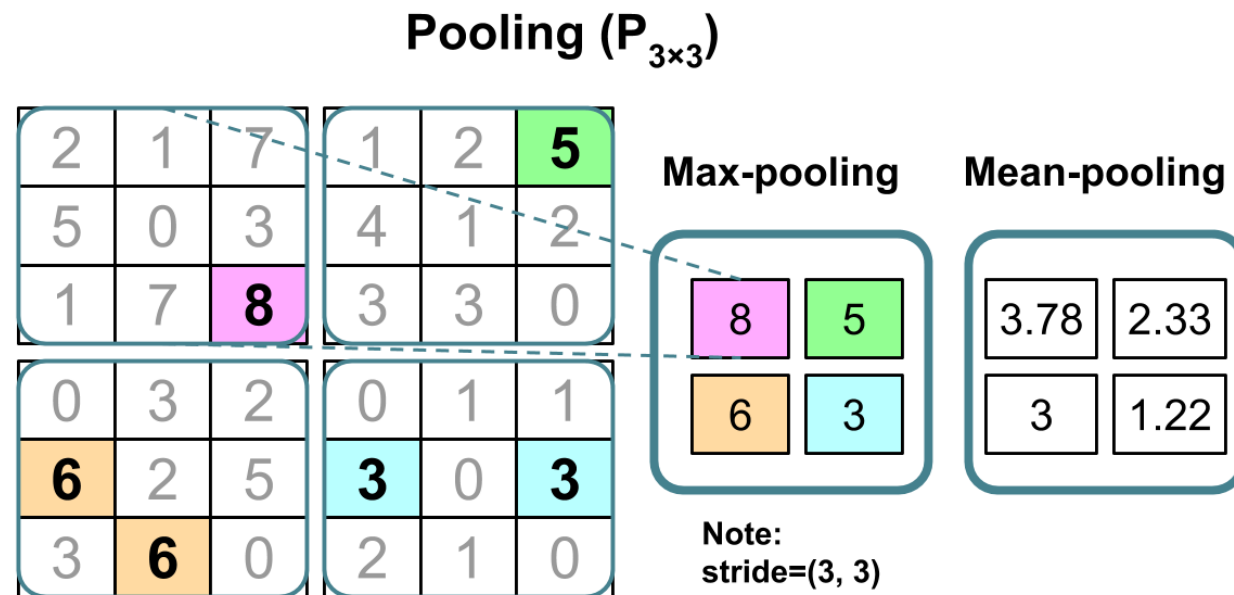 Pooling (P3×3)
2 1 7 1 2 5
5 0 3 4 1 2
1 7 8 3 3 0
0 3 2 0 1 1
6 2 5 3 0 3
3 6 0 2 1 0
Max-pooling
8 5
6 3
Note:
stride=(3, 3)
Mean-pooling
3.78 2.33
3 1.22